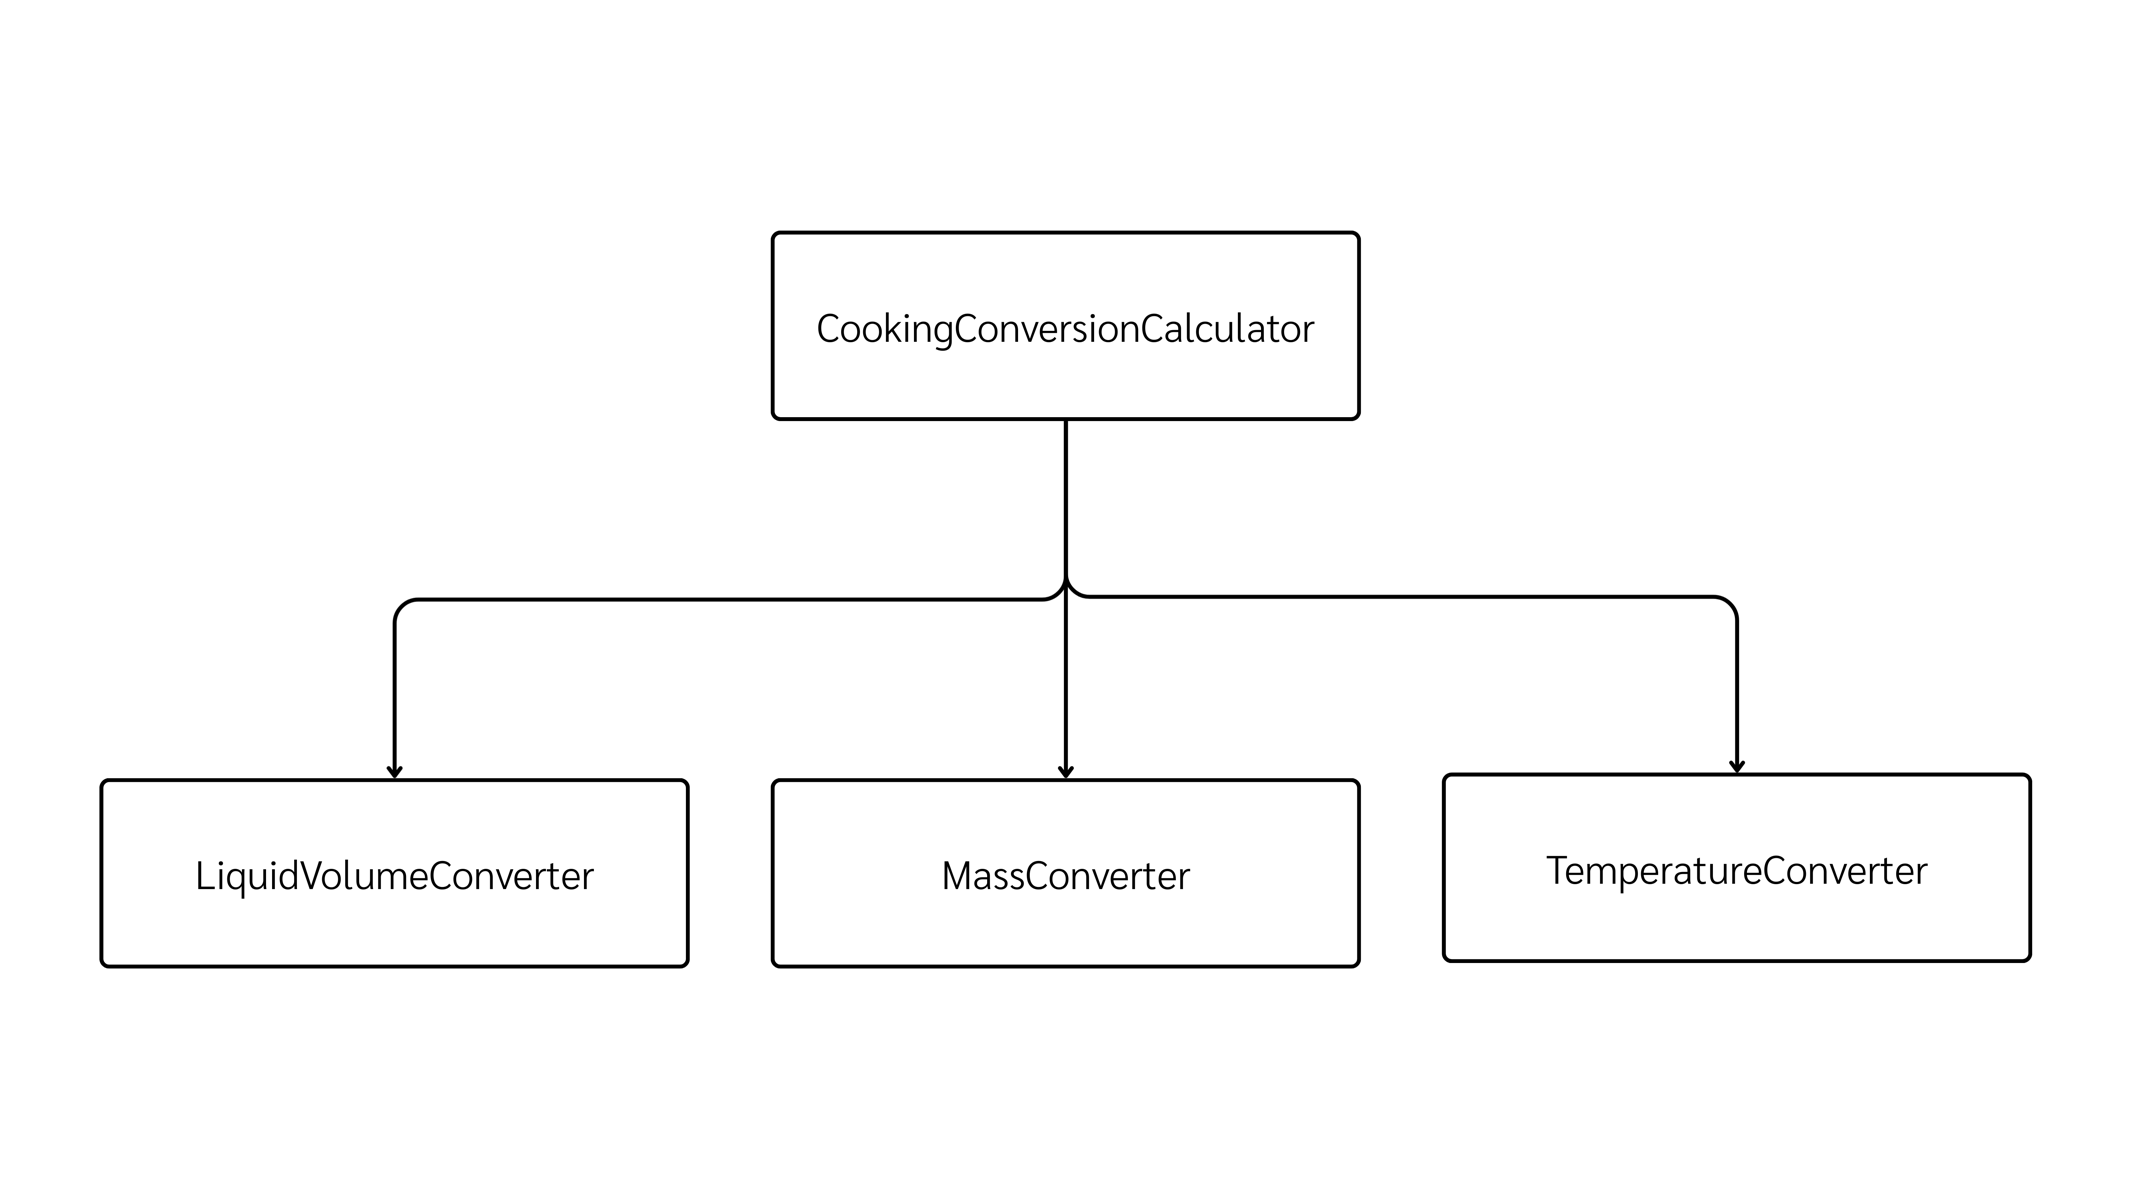 CookingConversionCalculator
LiquidVolumeConverter
MassConverter
TemperatureConverter